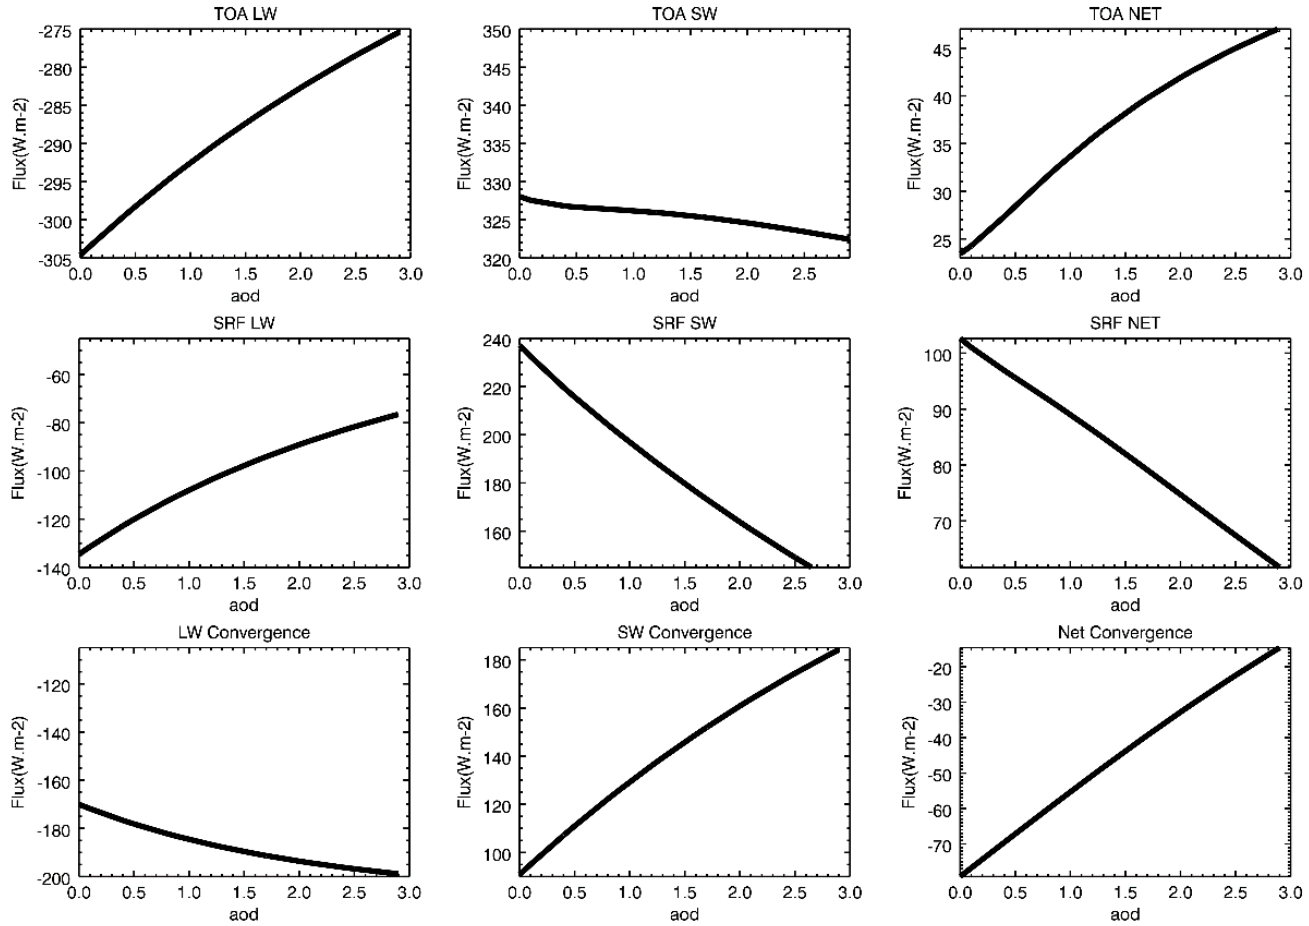 TOA LW
-275
-280
-285
-290
-295
-300
-305
Flux(W.m-2)
0.0 0.5 1.0 1.5 2.0 2.5 3.0
aod
TOA SW
350
345
340
335
330
325
320
Flux(W.m-2)
0.0 0.5 1.0 1.5 2.0 2.5
aod
TOA NET
45
40
35
30
25
Flux(W.m-2)
0.0 0.5 1.0 1.5 2.0 2.5 3.0
aod
SRF LW
-60
-80
-100
-120
-140
Flux(W.m-2)
0.0 0.5 1.0 1.5 2.0 2.5 3.0
aod
SRF SW
240
220
200
180
160
Flux(W.m-2)
0.0 0.5 1.0 1.5 2.0 2.5 3.0
aod
SRF NET
100
90
80
70
Flux(W.m-2)
0.0 0.5 1.0 1.5 2.0 2.5 3.0
aod
LW Convergence
-120
-140
-160
-180
-200
Flux(W.m-2)
0.0 0.5 1.0 1.5 2.0 2.5 3.0
aod
SW Convergence
180
160
140
120
100
Flux(W.m-2)
0.0 0.5 1.0 1.5 2.0 2.5 3.0
aod
Net Convergence
-20
-30
-40
-50
-60
-70
Flux(W.m-2)
0.0 0.5 1.0 1.5 2.0 2.5 3.0
aod